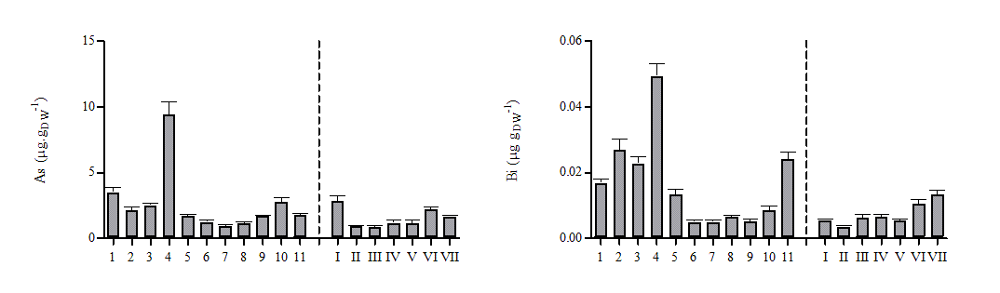 15
10
5
0
As (µg.gDW-1)
1 2 3 4 5 6 7 8 9 10 11 I II III IV V VI VII
0.06
0.04
0.02
0.00
Bi (µg gDW-1)
1 2 3 4 5 6 7 8 9 10 11 I II III IV V VI VII